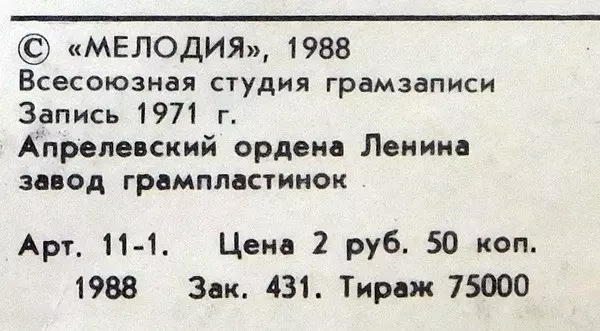 © «МЕЛОДИЯ», 1988
Всесоюзная студия грамзаписи
Запись 1971 г.
Апрелевский ордена Ленина
завод грампластинок
Арт. 11-1. Цена 2 руб. 50 коп.
1988 Зак. 431. Тираж 75000